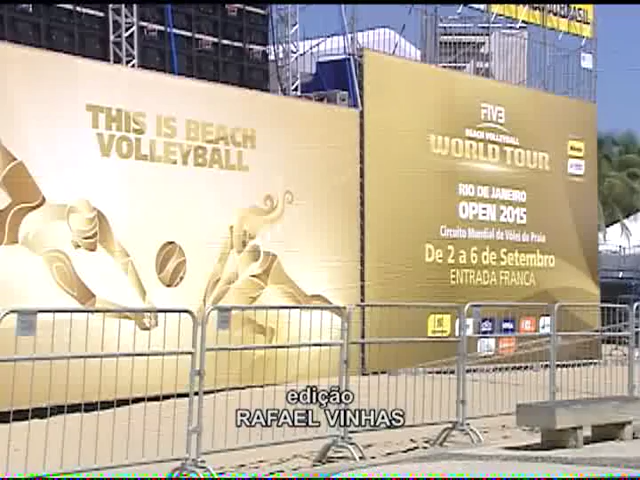 THIS IS BEACH
VOLLEYBALL
FIVB
BEACH VOLLEYBALL
WORLD TOUR
RIO DE JANEIRO
OPEN 2015
Circuito Mundial de Vôlei de Praia
De 2 a 6 de Setembro
ENTRADA FRANCA
edição
RAFAEL VINHAS